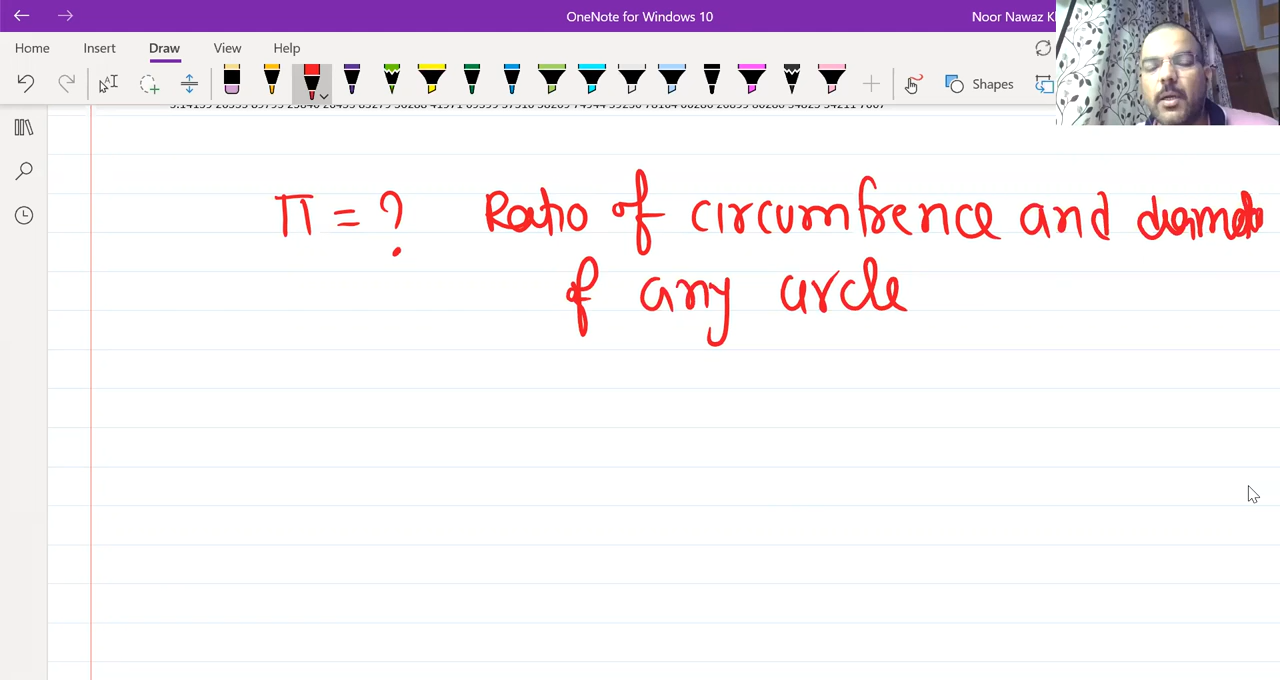 OneNote for Windows 10
Noor Nawaz
Home Insert Draw View Help
Shapes
π = ? Ratio of circumfrence and
of any circle